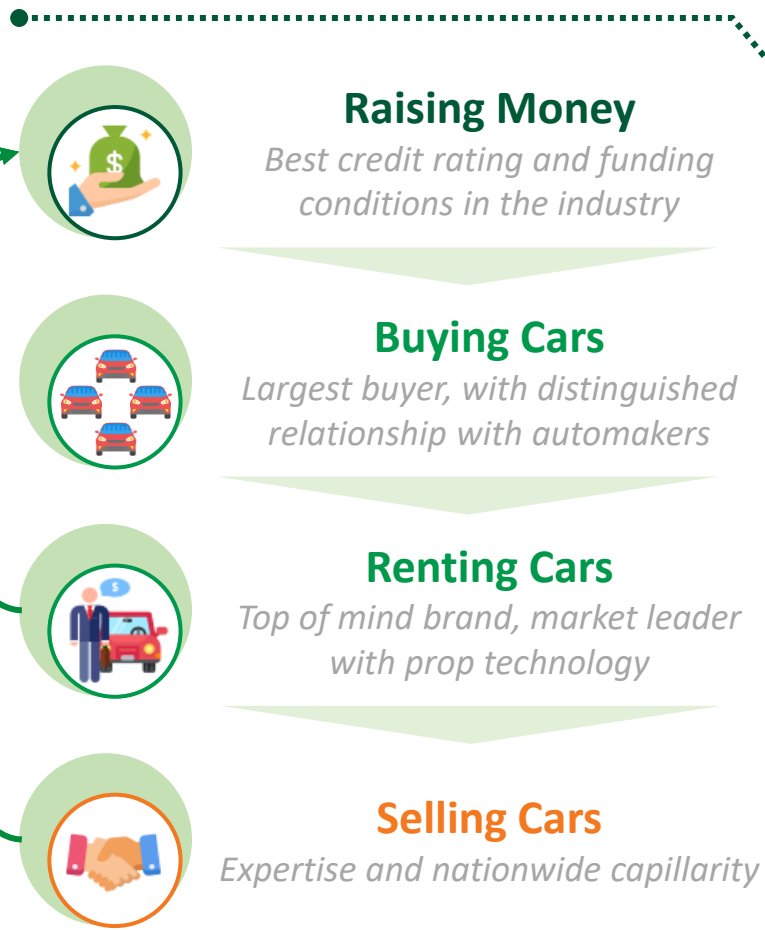 Raising Money
Best credit rating and funding
conditions in the industry
$
Buying Cars
Largest buyer, with distinguished
relationship with automakers
Renting Cars
$
Top of mind brand, market leader
with prop technology
Selling Cars
Expertise and nationwide capillarity